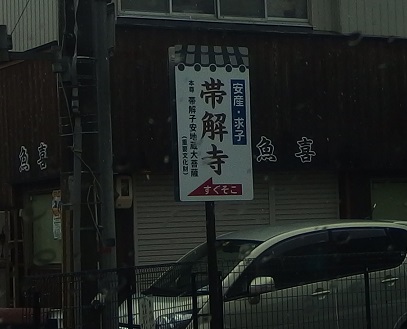 安産・求子
帯解寺
本尊 帯解子安地蔵大菩薩
(重要文化財)
すぐそこ
魚喜
魚喜